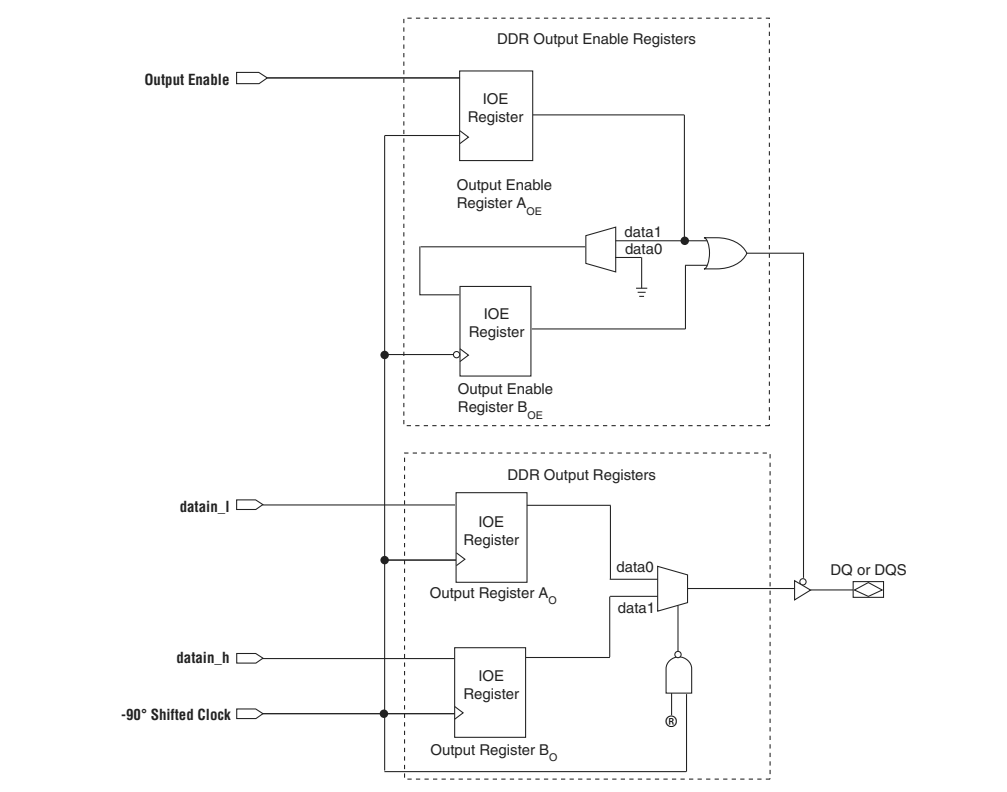 DDR Output Enable Registers
Output Enable
IOE
Register
Output Enable
Register A_OE
data1
data0
IOE
Register
Output Enable
Register B_OE
DDR Output Registers
datain_l
IOE
Register
data0
DQ or DQS
Output Register A_O
data1
datain_h
IOE
Register
-90° Shifted Clock
®
Output Register B_O